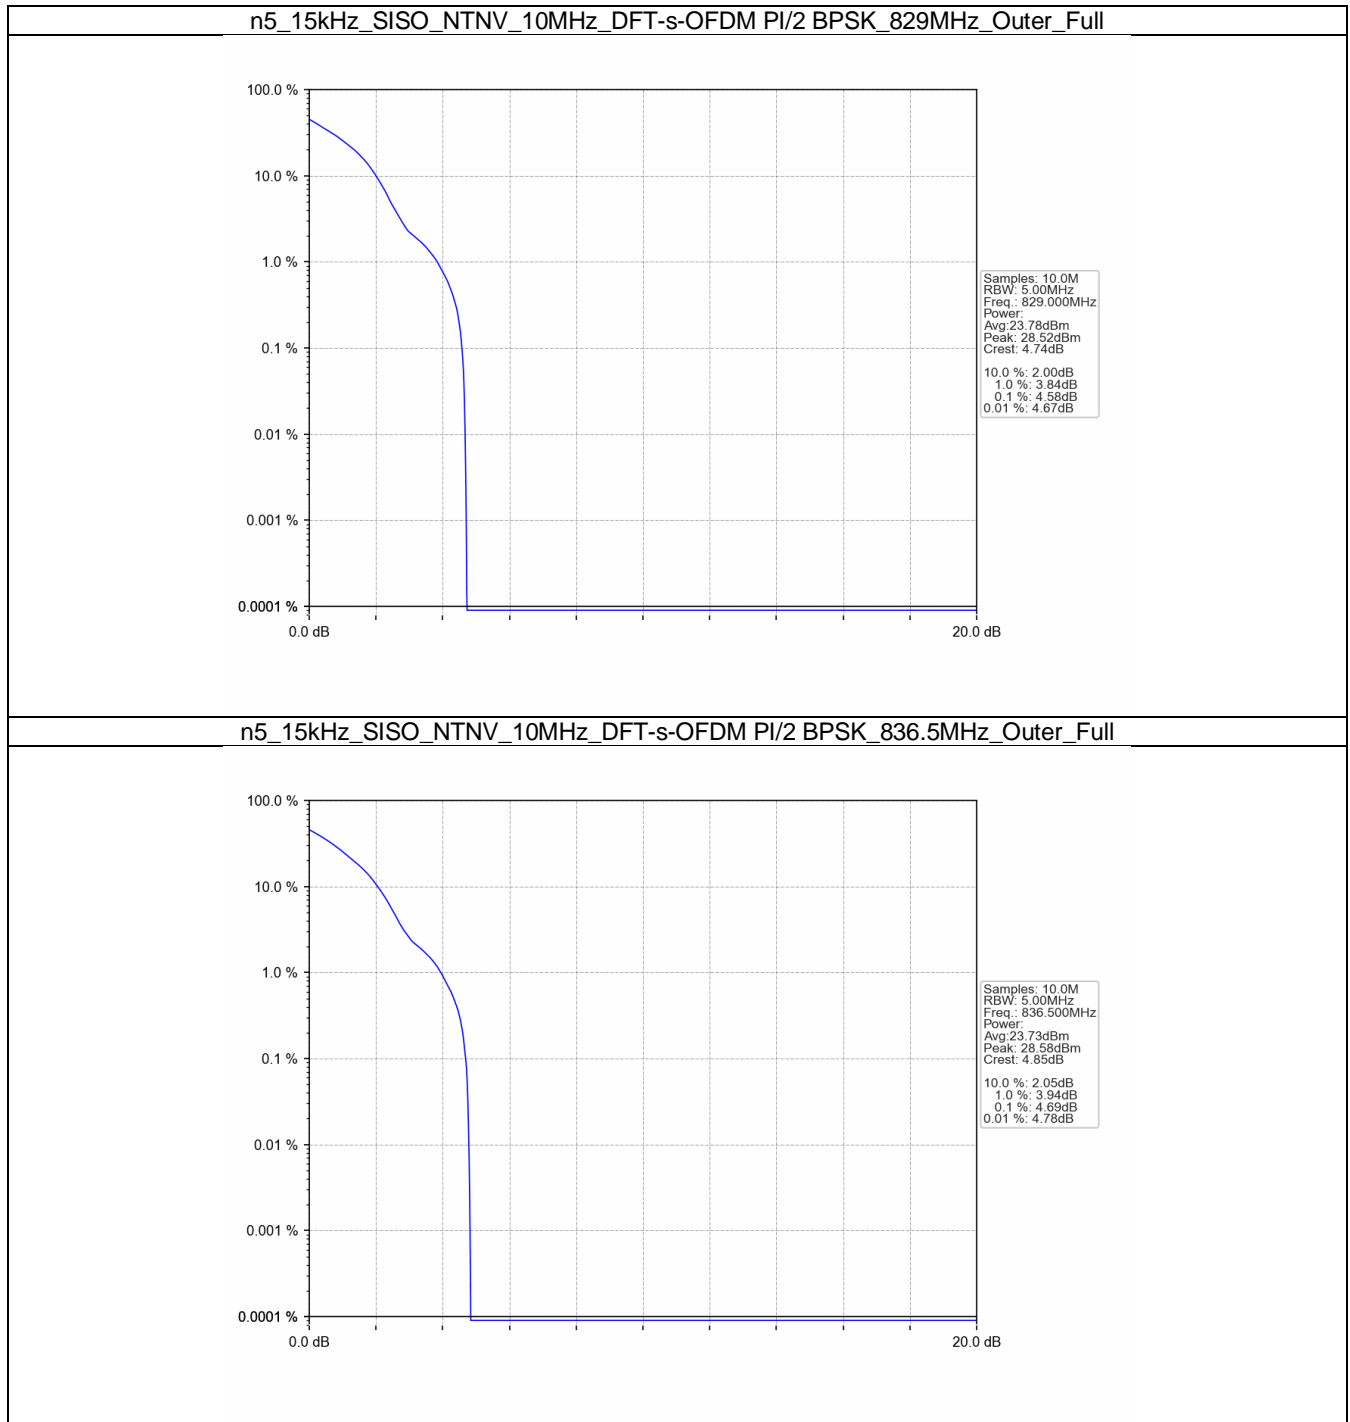 n5_15kHz_SISO_NTNV_10MHz_DFT-s-OFDM PI/2 BPSK_829MHz_Outer_Full
100.0 %
10.0 %
1.0 %
0.1 %
0.01 %
0.001 %
0.0001 %
0.0 dB
20.0 dB
Samples: 10.0M
RBW: 5.00MHz
Freq.: 829.000MHz
Power:
Avg:23.78dBm
Peak: 28.52dBm
Crest: 4.74dB
10.0 %: 2.00dB
1.0 %: 3.84dB
0.1 %: 4.58dB
0.01 %: 4.67dB
n5_15kHz_SISO_NTNV_10MHz_DFT-s-OFDM PI/2 BPSK_836.5MHz_Outer_Full
100.0 %
10.0 %
1.0 %
0.1 %
0.01 %
0.001 %
0.0001 %
0.0 dB
20.0 dB
Samples: 10.0M
RBW: 5.00MHz
Freq.: 836.500MHz
Power:
Avg:23.73dBm
Peak: 28.58dBm
Crest: 4.85dB
10.0 %: 2.05dB
1.0 %: 3.94dB
0.1 %: 4.69dB
0.01 %: 4.78dB